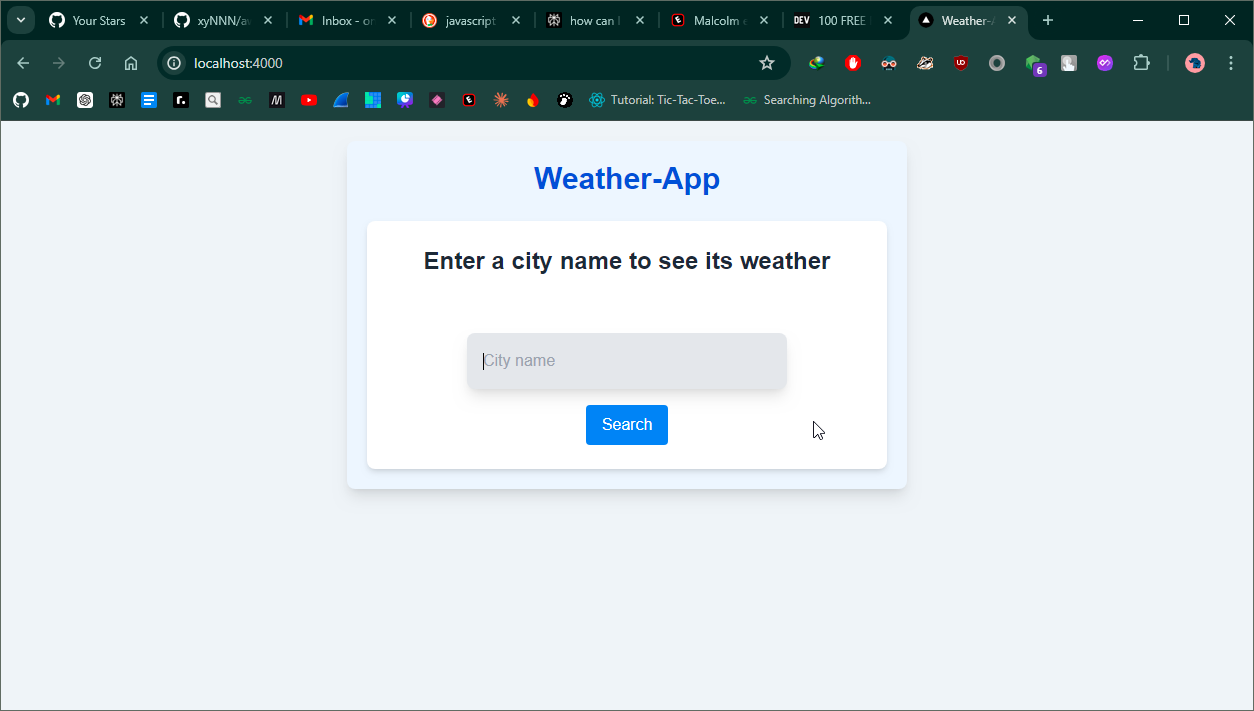 Your Stars
xyNNN/
Inbox -
javascript
how can
Malcolm
DEV
100 FREE
Weather-
localhost:4000
UD
6
M
r.
Tutorial: Tic-Tac-Toe...
Searching Algorith...
Weather-App
Enter a city name to see its weather
City name
Search